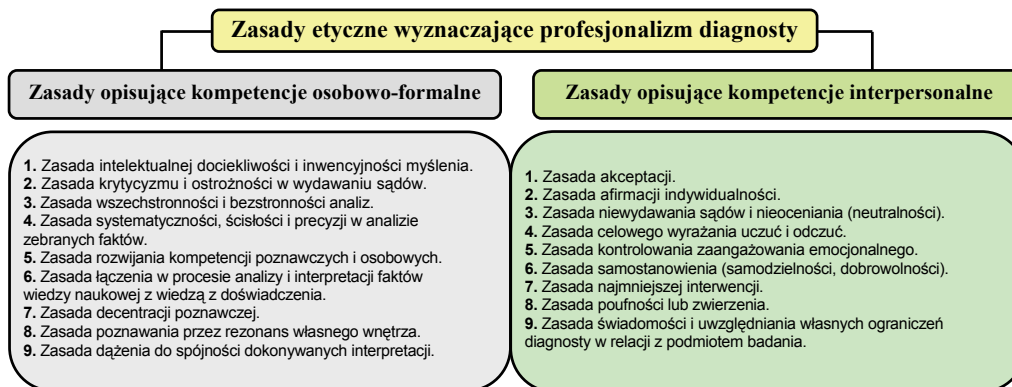 Zasady etyczne wyznaczające profesjonalizm diagnosty
Zasady opisujące kompetencje osobowo-formalne
1. Zasada intelektualnej dociekliwości i inwencyjności myślenia.
2. Zasada krytycyzmu i ostrożności w wydawaniu sądów.
3. Zasada wszechstronności i bezstronności analiz.
4. Zasada systematyczności, ścisłości i precyzji w analizie
zebranych faktów.
5. Zasada rozwijania kompetencji poznawczych i osobowych.
6. Zasada łączenia w procesie analizy i interpretacji faktów
wiedzy naukowej z wiedzą z doświadczenia.
7. Zasada decentracji poznawczej.
8. Zasada poznawania przez rezonans własnego wnętrza.
9. Zasada dążenia do spójności dokonywanych interpretacji.
Zasady opisujące kompetencje interpersonalne
1. Zasada akceptacji.
2. Zasada afirmacji indywidualności.
3. Zasada niewydawania sądów i nieoceniania (neutralności).
4. Zasada celowego wyrażania uczuć i odczuć.
5. Zasada kontrolowania zaangażowania emocjonalnego.
6. Zasada samostanowienia (samodzielności, dobrowolności).
7. Zasada najmniejszej interwencji.
8. Zasada poufności lub zwierzenia.
9. Zasada świadomości i uwzględniania własnych ograniczeń
diagnosty w relacji z podmiotem badania.